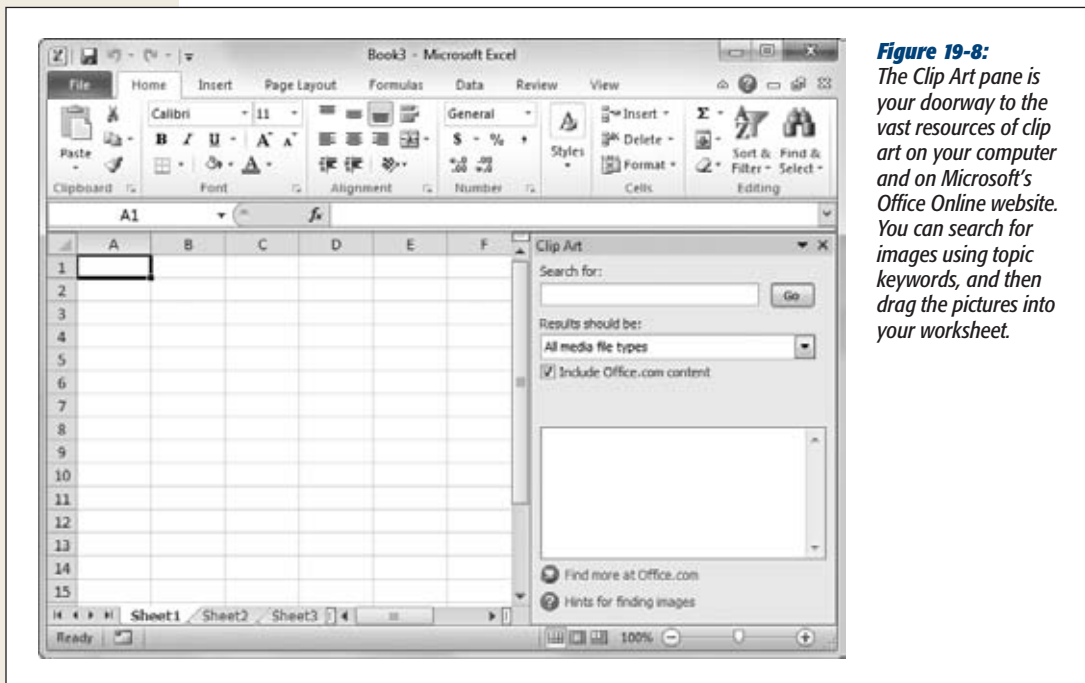 Book3 - Microsoft Excel
File Home Insert Page Layout Formulas Data Review View
Paste
Clipboard
Calibri 11
B I U A A
A
Font
Alignment
General
$ - % ,
Number
A
Styles
Insert
Delete
Format
Cells
Σ
Sort & Filter
Find & Select
Editing
A1 fx
A B C D E F
1
2
3
4
5
6
7
8
9
10
11
12
13
14
15
Clip Art
Search for:
Go
Results should be:
All media file types
Include Office.com content
Find more at Office.com
Hints for finding images
Sheet1 Sheet2 Sheet3
Ready 100%
Figure 19-8:
The Clip Art pane is
your doorway to the
vast resources of clip
art on your computer
and on Microsoft's
Office Online website.
You can search for
images using topic
keywords, and then
drag the pictures into
your worksheet.